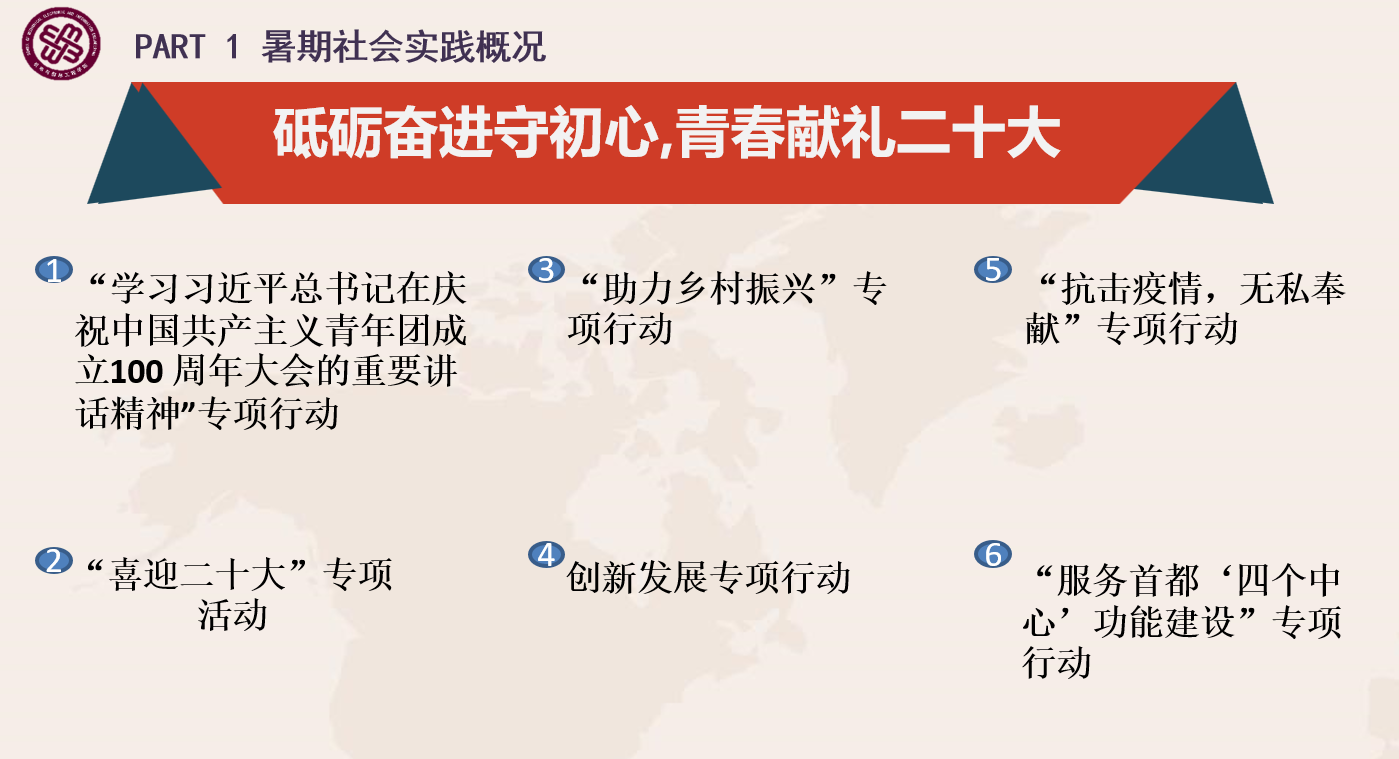 PART 1 暑期社会实践概况
砥砺奋进守初心,青春献礼二十大
1
“学习习近平总书记在庆
祝中国共产主义青年团成
立100 周年大会的重要讲
话精神”专项行动
2
“喜迎二十大”专项
活动
3
“助力乡村振兴”专
项行动
4
创新发展专项行动
5
“抗击疫情，无私奉
献”专项行动
6
“服务首都‘四个中
心’功能建设”专项
行动